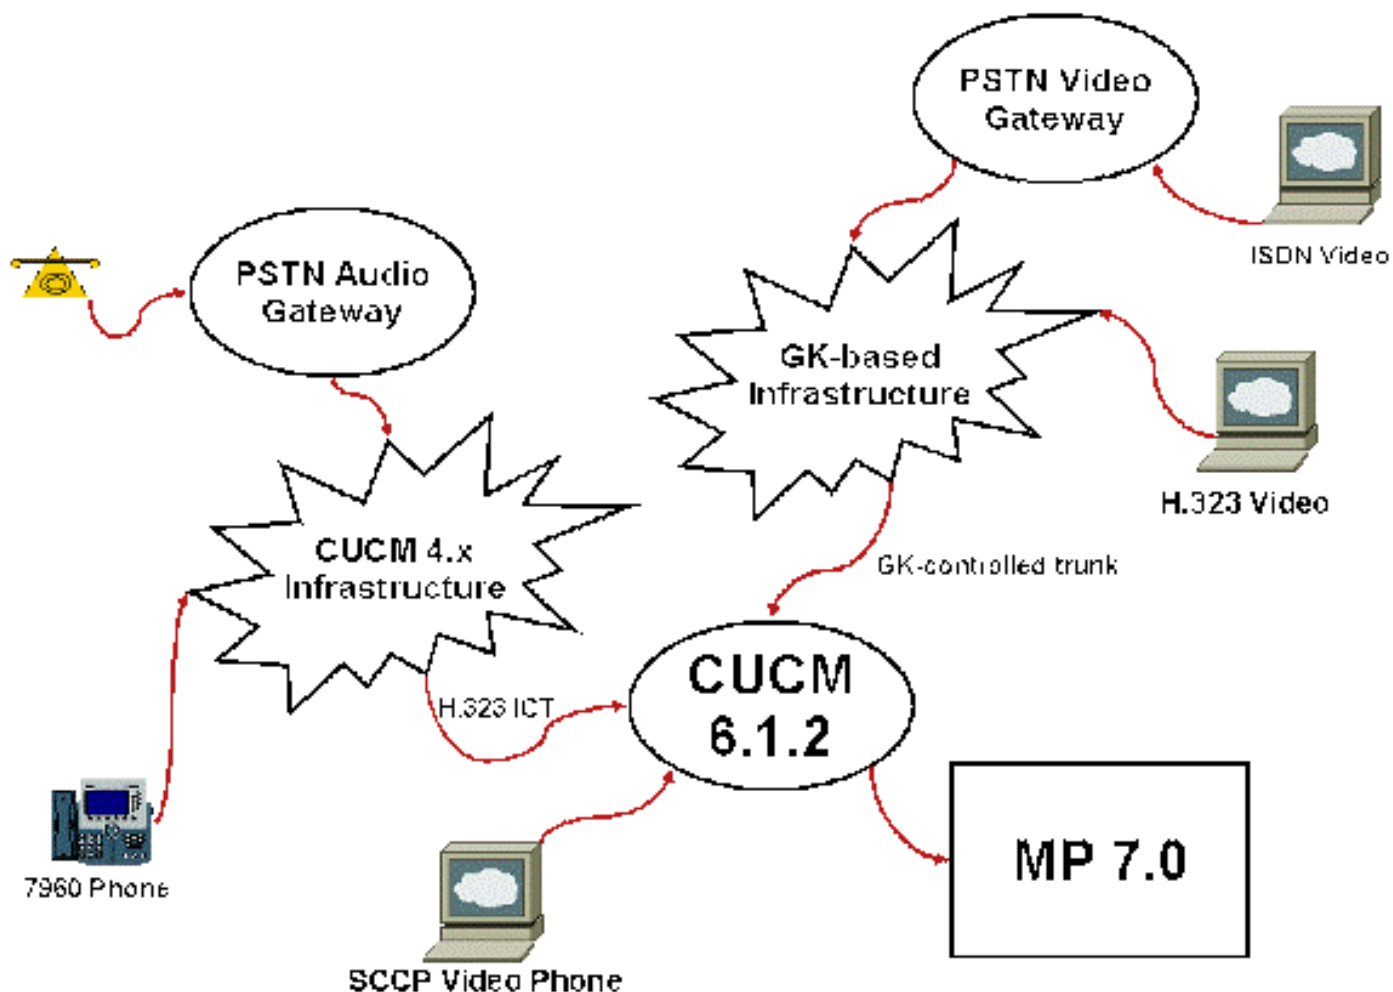 PSTN Video
Gateway
ISDN Video
PSTN Audio
Gateway
GK-based
Infrastructure
H.323 Video
CUCM 4.x
Infrastructure
GK-controlled trunk
H.323 ICT
CUCM
6.1.2
7960 Phone
MP 7.0
SCCP Video Phone